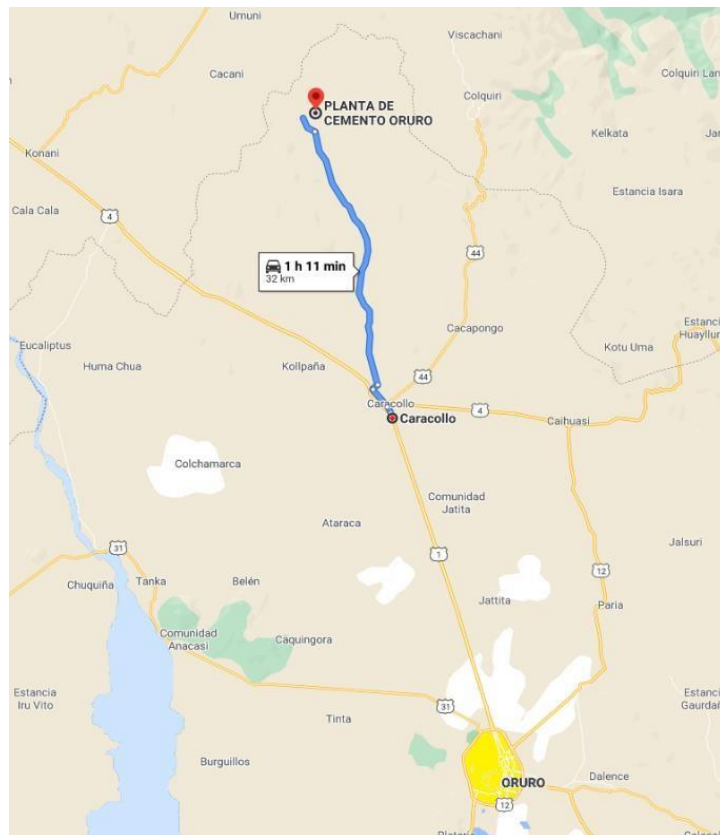 Umuni
Viscachani
Cacani
Colquiri
Colquiri Lan
PLANTA DE
CEMENTO ORURO
Kelkata
Jar
Konani
Estancia Isara
Cala Cala
4
44
1 h 11 min
32 km
Estanci
Huayllur
Cacapongo
Eucaliptus
Kotu Uma
Huma Chua
Kollpaña
44
Caracollo
4
Caracollo
Caihuasi
Colchamarca
Comunidad
Jatita
Ataraca
Jalsuri
31
1
Chuquiña
Tanka
Belén
12
Jattita
Paria
Comunidad
Anacasi
Caquingora
Estancia
Iru Vito
Estanci
Gaurdañ
31
Tinta
Burguillos
ORURO
Dalence
12